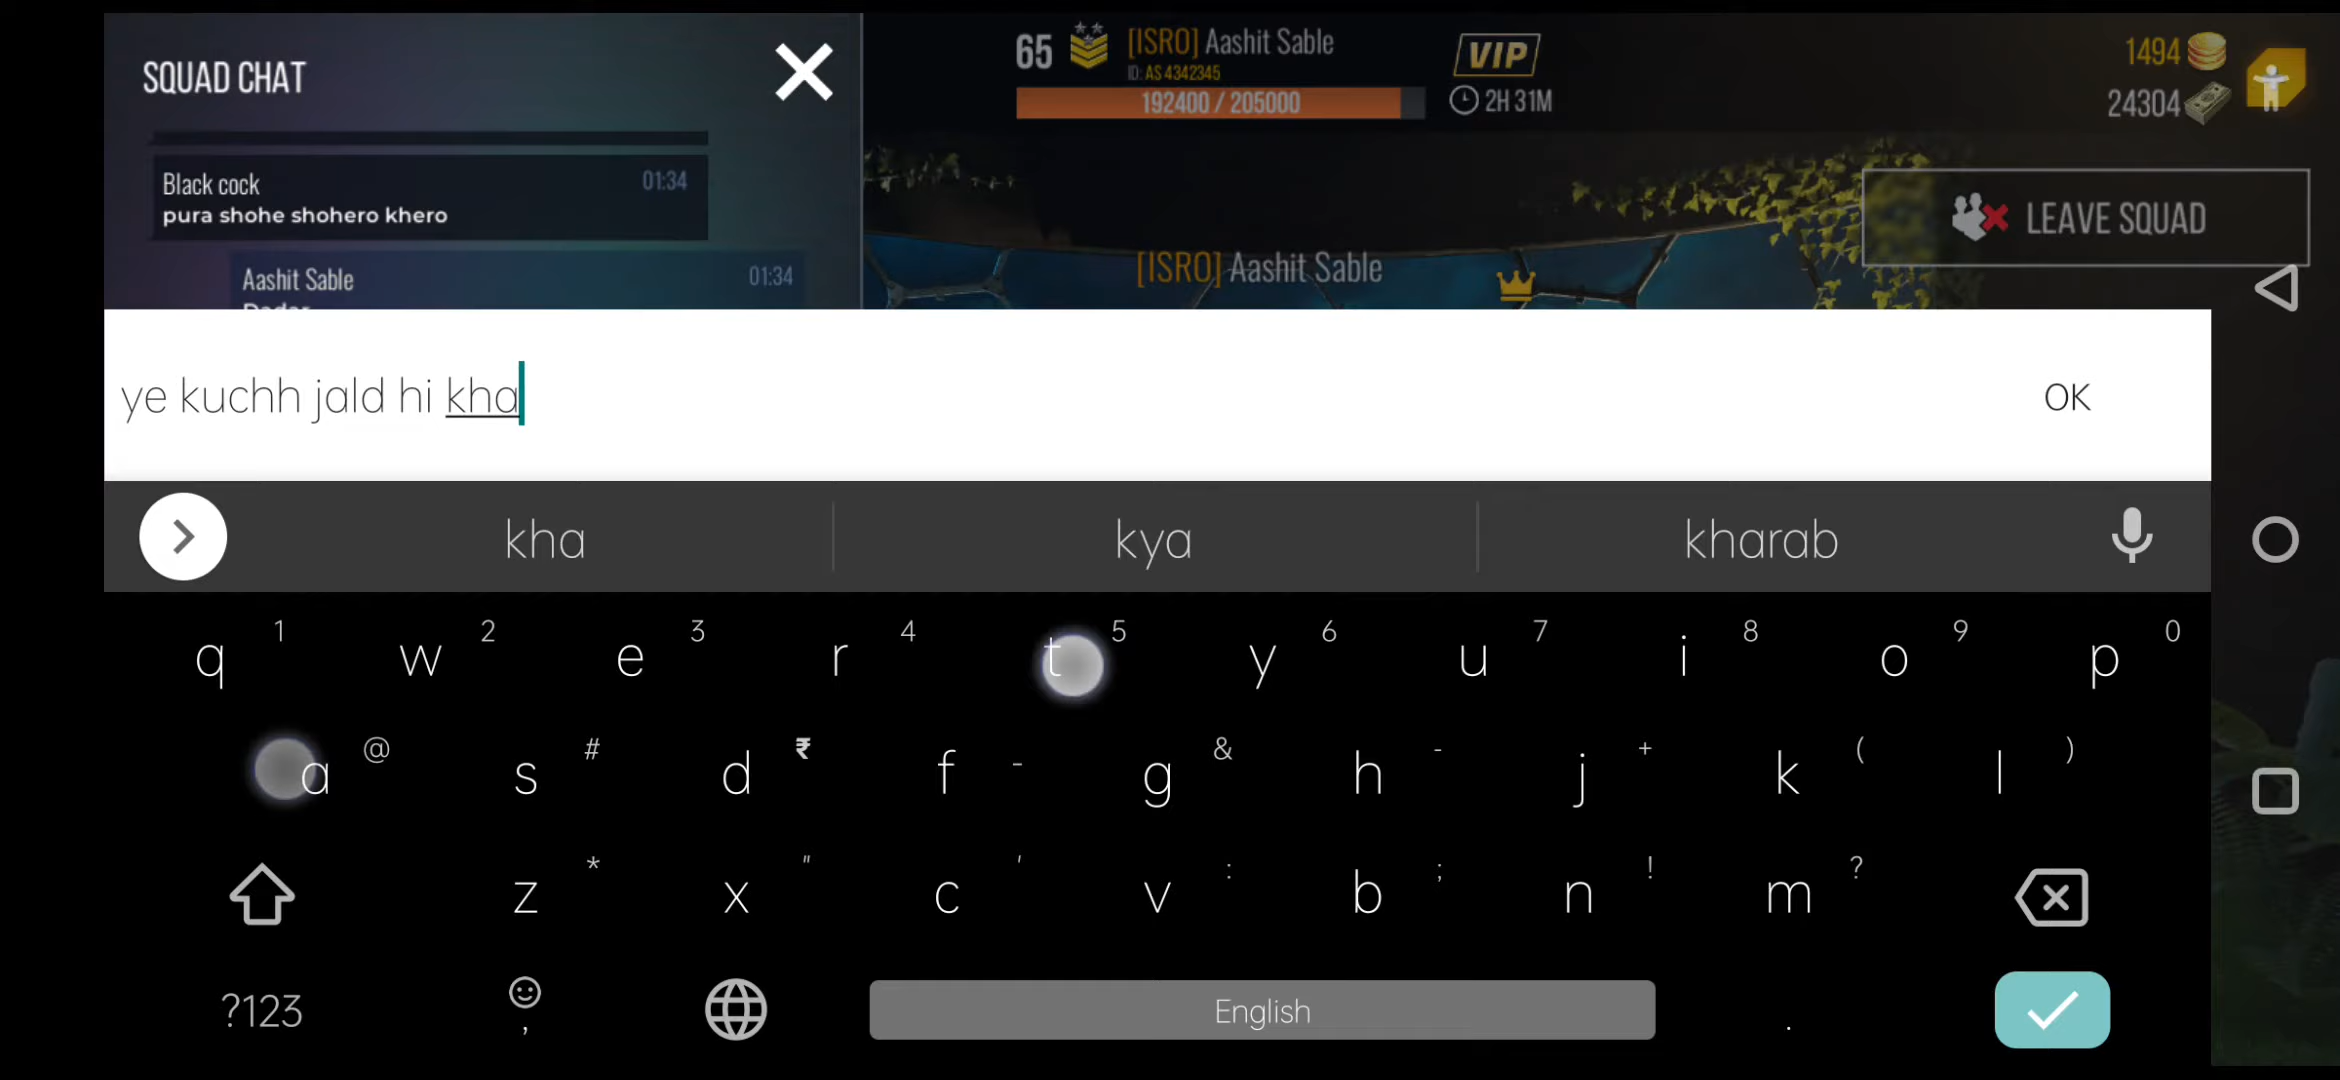 SQUAD CHAT
65
[ISRO] Aashit Sable
ID: AS 4342345
192400 / 205000
VIP
2H 31M
1494
24304
Black cock
01:34
pura shohe shohero khero
Aashit Sable
01:34
[ISRO] Aashit Sable
LEAVE SQUAD
ye kuchh jald hi kha
OK
kha
kya
kharab
q 1 w 2 e 3 r 4 t 5 y 6 u 7 i 8 o 9 p 0
a @ s # d ₹ f - g & h - j + k ( l )
z * x " c ' v : b ; n ! m ?
?123 , English .